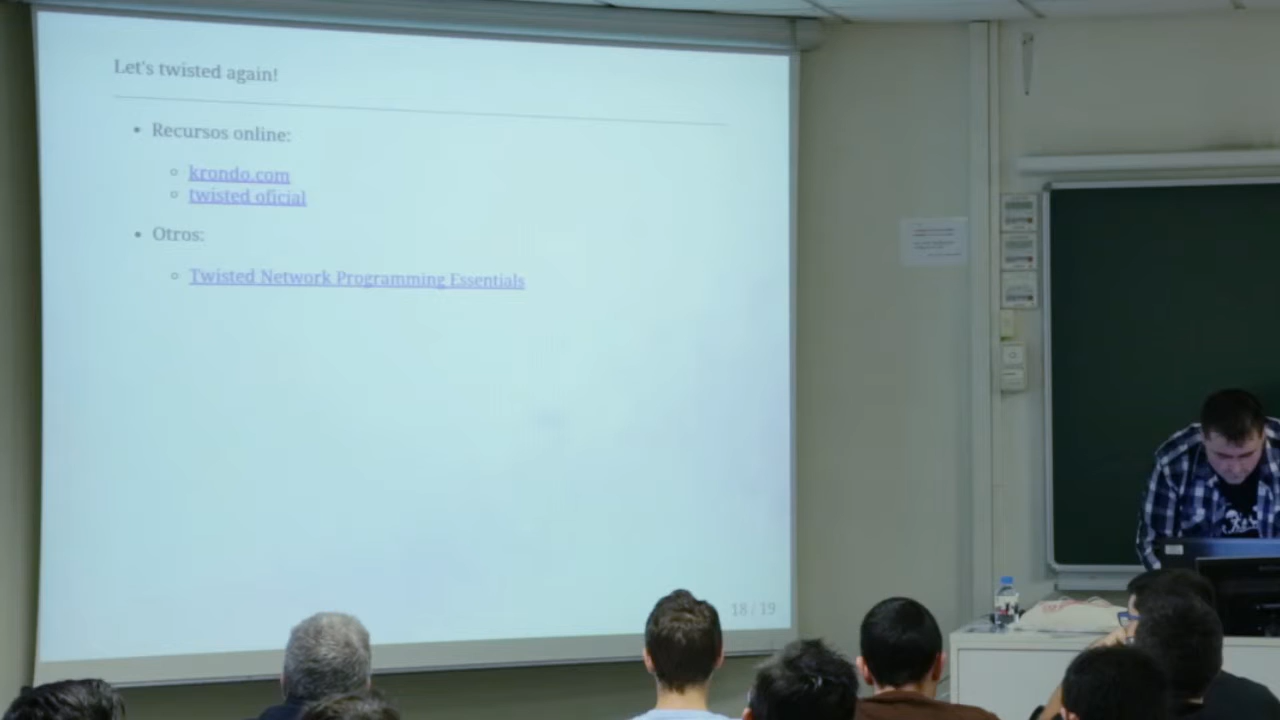 Let's twisted again!
Recursos online:
krondo.com
twisted oficial
Otros:
Twisted Network Programming Essentials
18 / 19